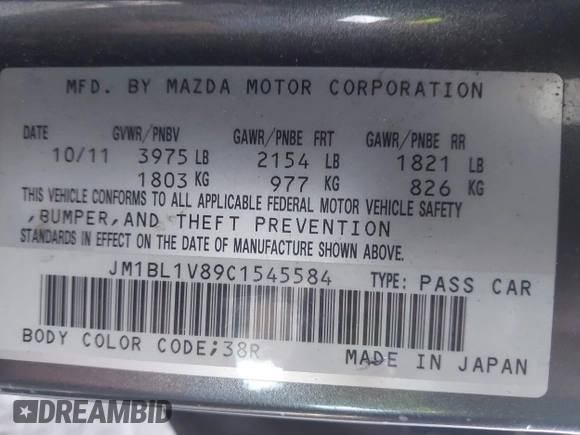 MFD. BY MAZDA MOTOR CORPORATION
DATE GVWR/PNBV GAWR/PNBE FRT GAWR/PNBE RR
10/11 3975 LB 2154 LB 1821 LB
1803 KG 977 KG 826 KG
THIS VEHICLE CONFORMS TO ALL APPLICABLE FEDERAL MOTOR VEHICLE SAFETY
,BUMPER,AND THEFT PREVENTION
STANDARDS IN EFFECT ON THE DATE OF MANUFACTURE SHOWN ABOVE.
JM1BL1V89C1545584 TYPE: PASS CAR
BODY COLOR CODE;38R MADE IN JAPAN
DREAMBID